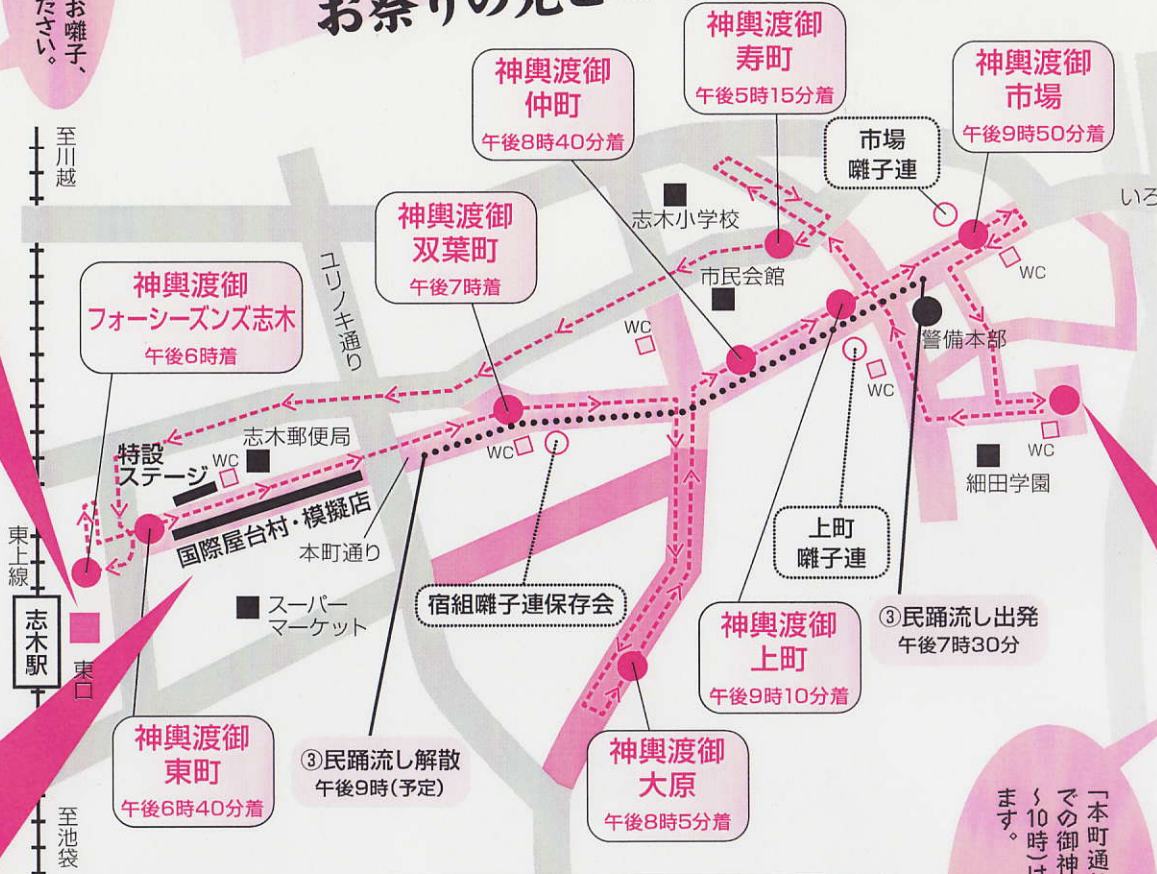 お囃子、
ださい。
お祭りの見ど
神輿渡御
寿町
午後5時15分着
神輿渡御
仲町
午後8時40分着
神輿渡御
市場
午後9時50分着
市場
囃子連
至川越
いろ
志木小学校
神輿渡御
双葉町
午後7時着
市民会館
WC
ユリノキ通り
神輿渡御
フォーシーズンズ志木
午後6時着
WC
警備本部
WC
特設
ステージ
WC
志木郵便局
WC
WC
細田学園
国際屋台村・模擬店
本町通り
東上線
志木駅
東口
スーパー
マーケット
宿組囃子連保存会
上町
囃子連
③民踊流し出発
午後7時30分
神輿渡御
上町
午後9時10分着
神輿渡御
東町
午後6時40分着
③民踊流し解散
午後9時(予定)
神輿渡御
大原
午後8時5分着
至池袋
「本町通
での御神
～10時)は
ます。